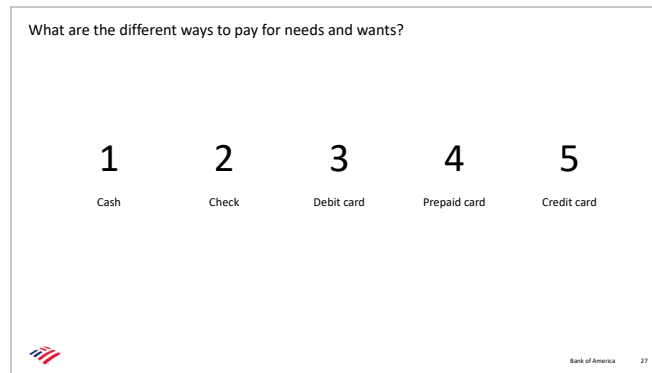 What are the different ways to pay for needs and wants?
1 2 3 4 5
Cash Check Debit card Prepaid card Credit card
Bank of America 27